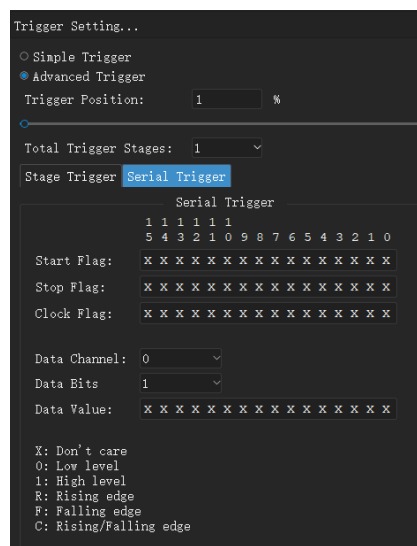 Trigger Setting...
Simple Trigger
Advanced Trigger
Trigger Position: 1 %
Total Trigger Stages: 1
Stage Trigger Serial Trigger
Serial Trigger
1 1 1 1 1 1
5 4 3 2 1 0 9 8 7 6 5 4 3 2 1 0
Start Flag: X X X X X X X X X X X X X X X X
Stop Flag: X X X X X X X X X X X X X X X X
Clock Flag: X X X X X X X X X X X X X X X X
Data Channel: 0
Data Bits 1
Data Value: X X X X X X X X X X X X X X X X
X: Don't care
0: Low level
1: High level
R: Rising edge
F: Falling edge
C: Rising/Falling edge